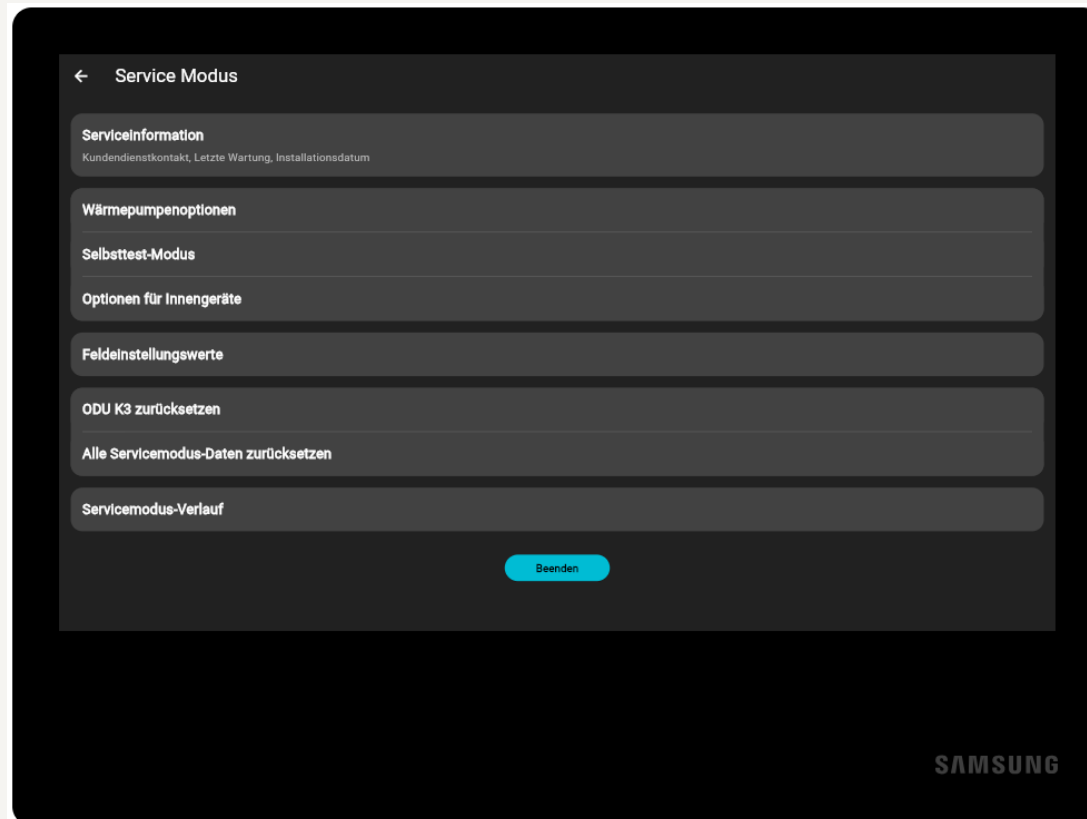 Service Modus
Serviceinformation
Kundendienstkontakt, Letzte Wartung, Installationsdatum
Wärmepumpenoptionen
Selbsttest-Modus
Optionen für Innengeräte
Feldeinstellungswerte
ODU K3 zurücksetzen
Alle Servicemodus-Daten zurücksetzen
Servicemodus-Verlauf
Beenden
SAMSUNG